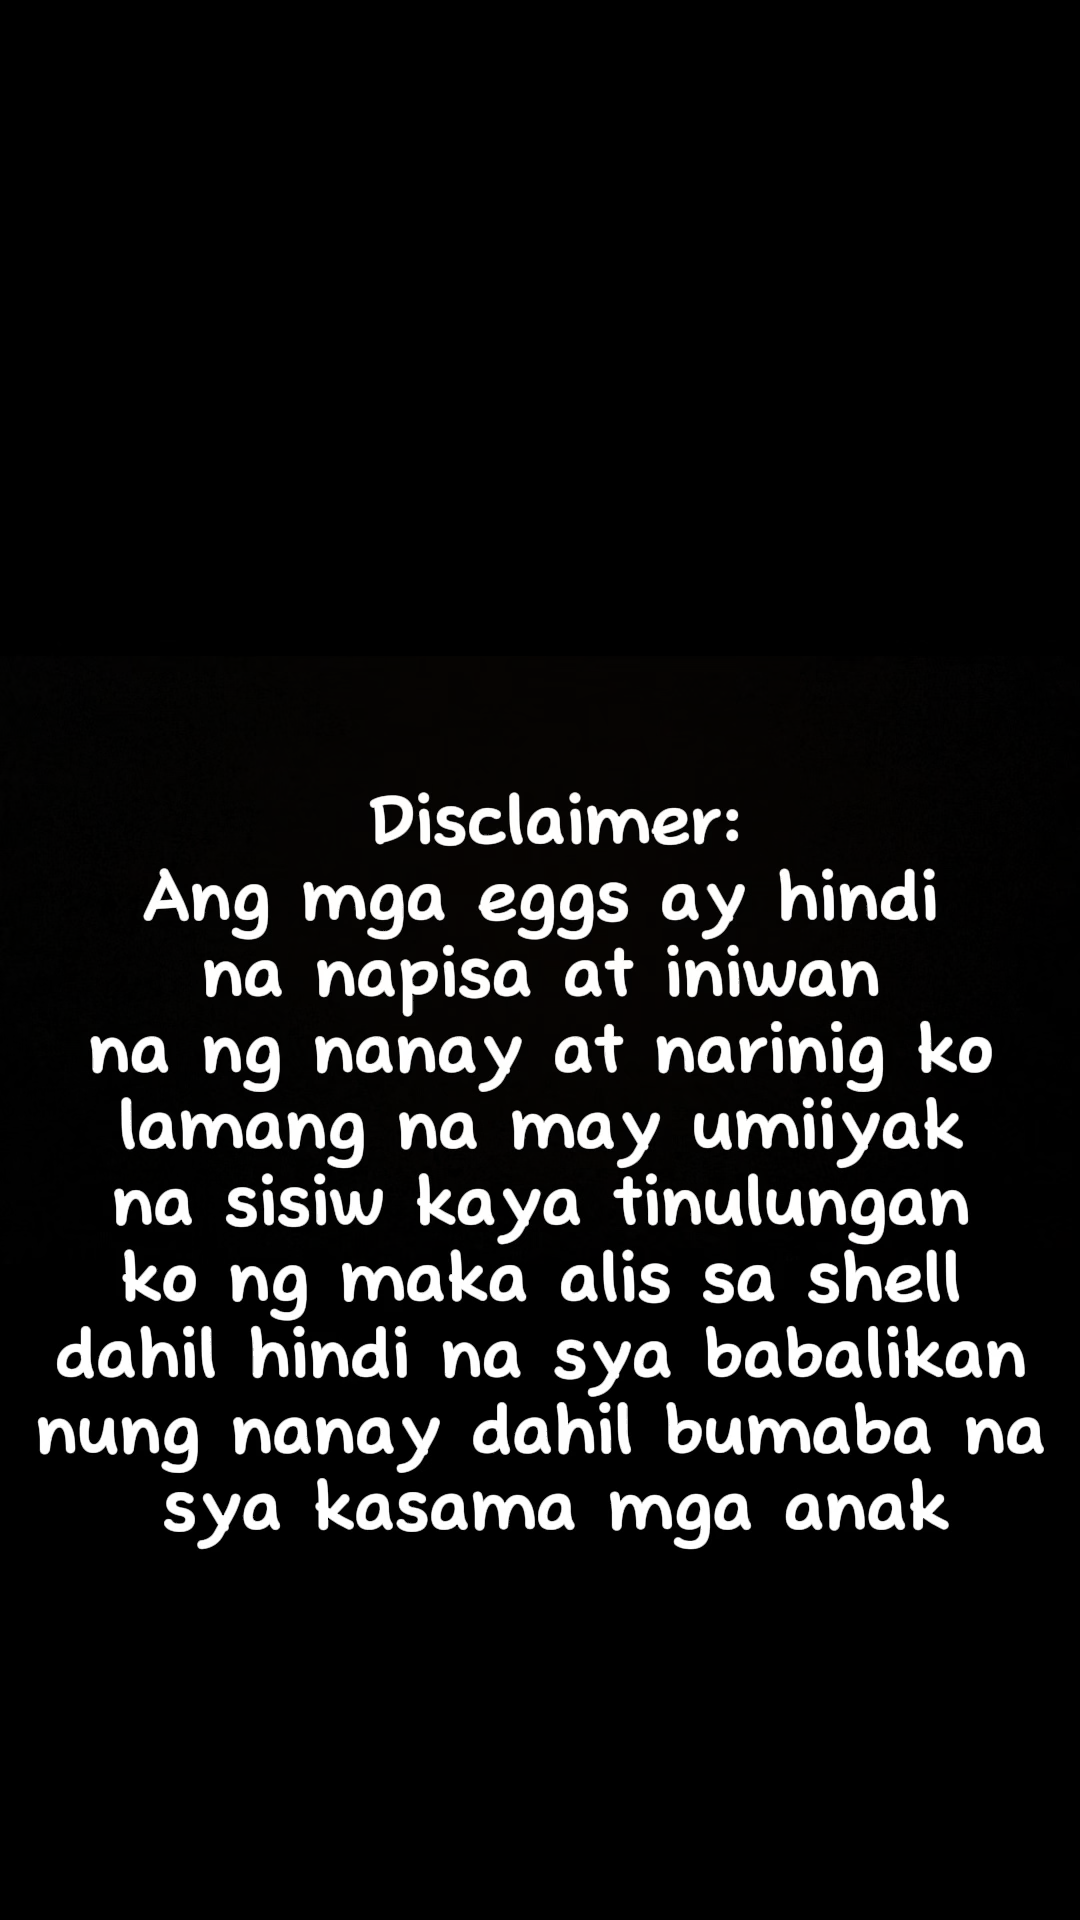 Disclaimer:
Ang mga eggs ay hindi
na napisa at iniwan
na ng nanay at narinig ko
lamang na may umiiyak
na sisiw kaya tinulungan
ko ng maka alis sa shell
dahil hindi na sya babalikan
nung nanay dahil bumaba na
sya kasama mga anak